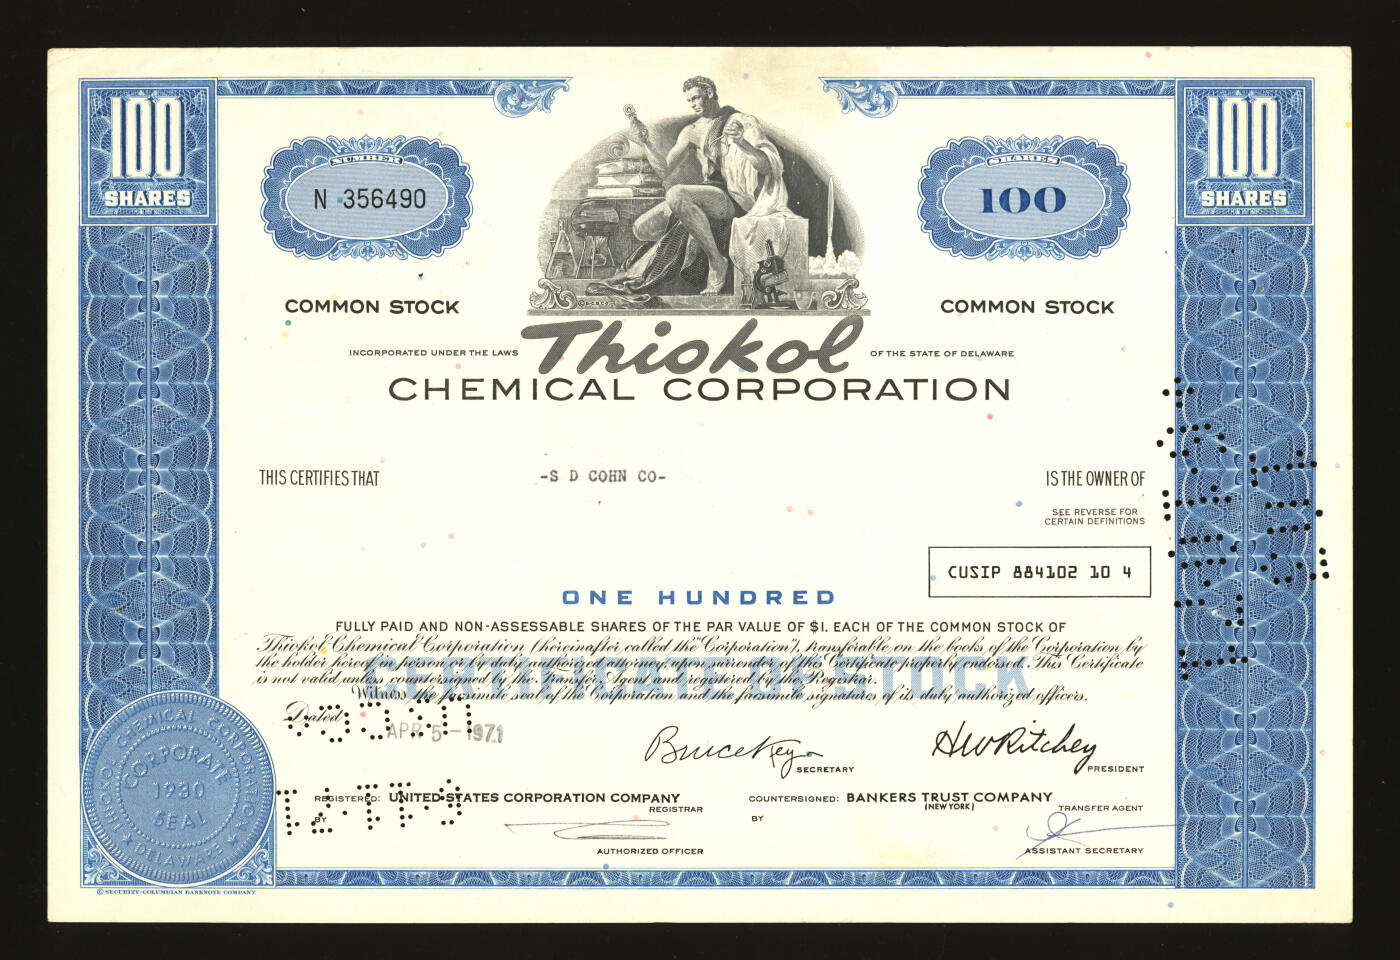 100
SHARES
100
SHARES
NUMBER
N 356490
SHARES
100
COMMON STOCK
COMMON STOCK
INCORPORATED UNDER THE LAWS
Thiokol
OF THE STATE OF DELAWARE
CHEMICAL CORPORATION
THIS CERTIFIES THAT
-S D COHN CO-
IS THE OWNER OF
SEE REVERSE FOR
CERTAIN DEFINITIONS
CUSIP 884102 10 4
ONE HUNDRED
FULLY PAID AND NON-ASSESSABLE SHARES OF THE PAR VALUE OF $1. EACH OF THE COMMON STOCK OF
Thiokol Chemical Corporation (hereinafter called the "Corporation"), transferable on the books of the Corporation by
the holder hereof in person or by duly authorized attorney upon surrender of this Certificate properly endorsed. This Certificate
is not valid unless countersigned by the Transfer Agent and registered by the Registrar.
Witness the facsimile seal of the Corporation and the facsimile signatures of its duly authorized officers.
Dated
APR 5-1971
Bruce Key
SECRETARY
HWRitchey
PRESIDENT
REGISTERED: UNITED STATES CORPORATION COMPANY
REGISTRAR
BY
AUTHORIZED OFFICER
COUNTERSIGNED: BANKERS TRUST COMPANY
(NEW YORK)
TRANSFER AGENT
BY
ASSISTANT SECRETARY
THIOKOL CHEMICAL CORPORATION
CORPORATE
1930
SEAL
DELAWARE
© SECURITY-COLUMBIAN BANKNOTE COMPANY